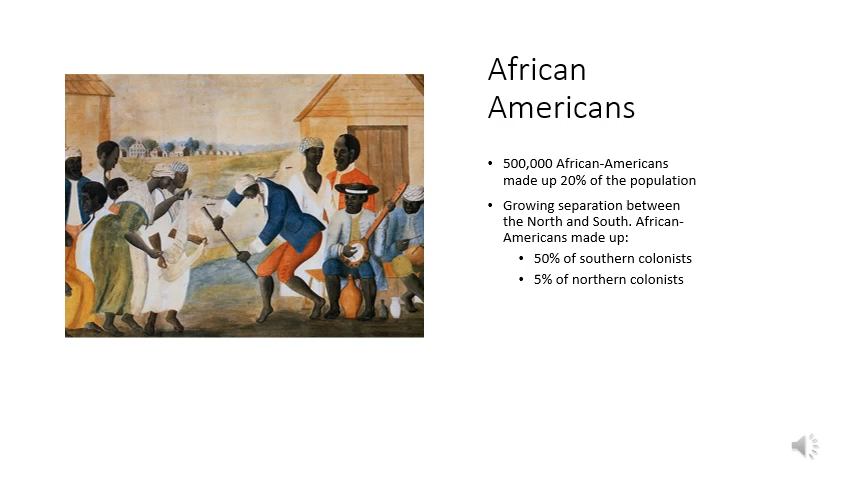 African
Americans
• 500,000 African-Americans
made up 20% of the population
• Growing separation between
the North and South. African-
Americans made up:
• 50% of southern colonists
• 5% of northern colonists